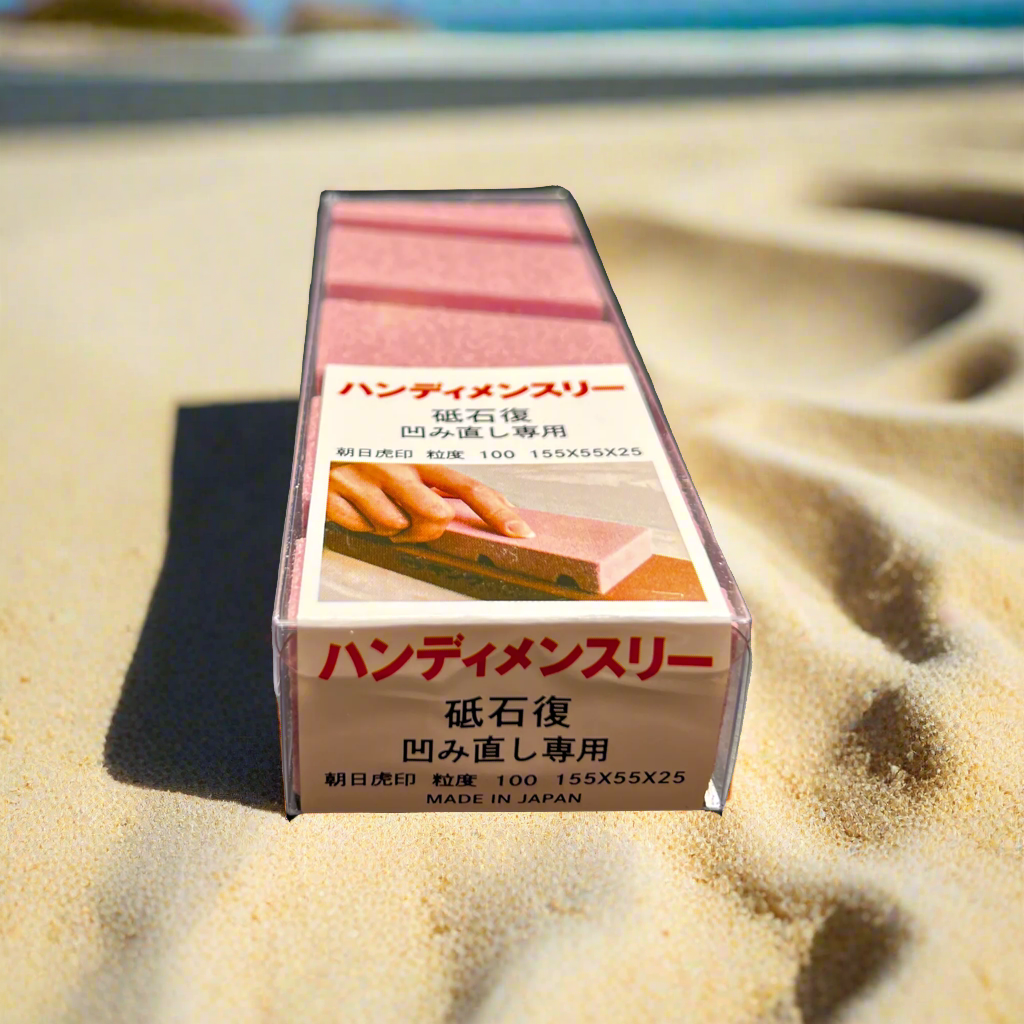 ハンディメンスリー
砥石復
凹み直し専用
朝日虎印 粒度 100 155X55X25
ハンディメンスリー
砥石復
凹み直し専用
朝日虎印 粒度 100 155X55X25
MADE IN JAPAN